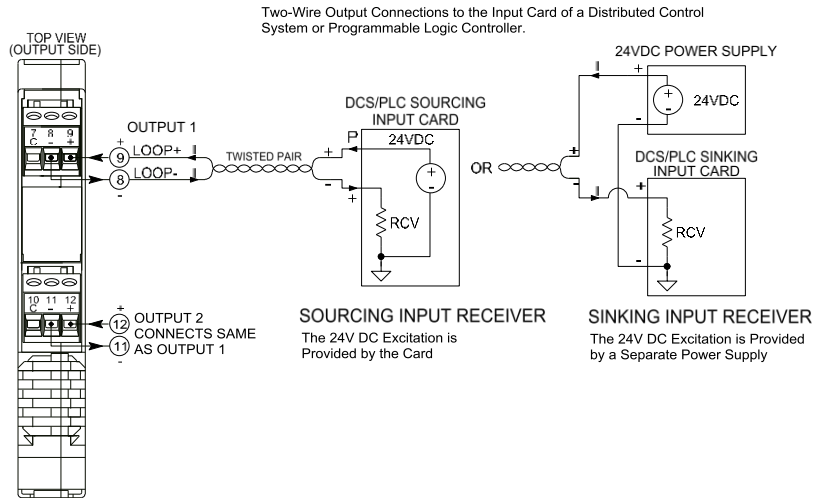 Two-Wire Output Connections to the Input Card of a Distributed Control
System or Programmable Logic Controller.
TOP VIEW
(OUTPUT SIDE)
7 8 9
C - +
OUTPUT 1
+
9 LOOP+ i
8 LOOP- i
-
TWISTED PAIR
DCS/PLC SOURCING
INPUT CARD
P 24VDC
+
-
+
+
-
RCV
OR
24VDC POWER SUPPLY
i +
+
-
24VDC
-
+
-
DCS/PLC SINKING
INPUT CARD
i +
RCV
-
10 11 12
C - +
+
12 OUTPUT 2
CONNECTS SAME
11 AS OUTPUT 1
-
SOURCING INPUT RECEIVER
The 24V DC Excitation is
Provided by the Card
SINKING INPUT RECEIVER
The 24V DC Excitation is Provided
by a Separate Power Supply